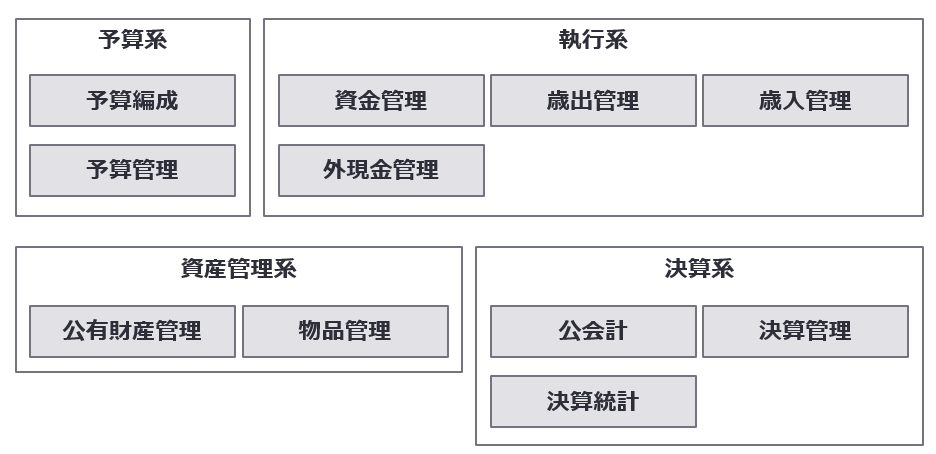 予算系
予算編成
予算管理
執行系
資金管理
歳出管理
歳入管理
外現金管理
資産管理系
公有財産管理
物品管理
決算系
公会計
決算管理
決算統計